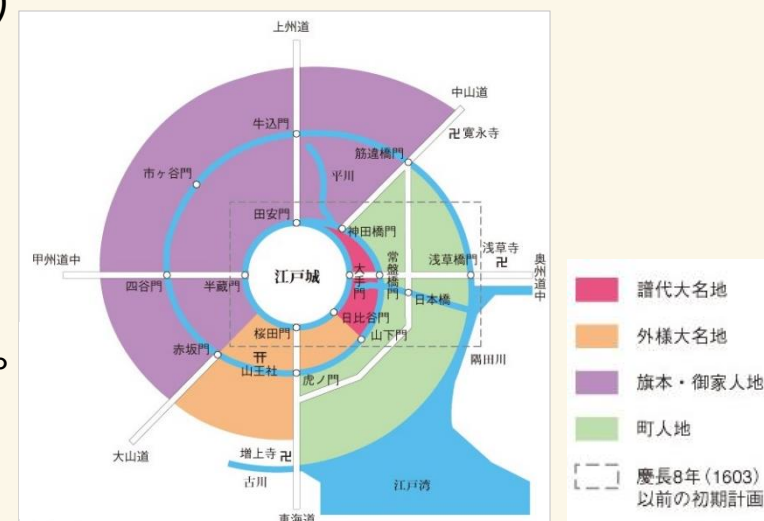 )
上州道
中山道
牛込門
卍寛永寺
筋違橋門
市ヶ谷門
平川
田安門
神田橋門
浅草寺
卍
甲州道中
江戸城
大手門
常盤橋門
浅草橋門
奥州道中
四谷門
半蔵門
日本橋
日比谷門
桜田門
山下門
赤坂門
山王社
虎ノ門
隅田川
大山道
増上寺卍
古川
江戸湾
東海道
。
譜代大名地
外様大名地
旗本・御家人地
町人地
慶長8年(1603)
以前の初期計画